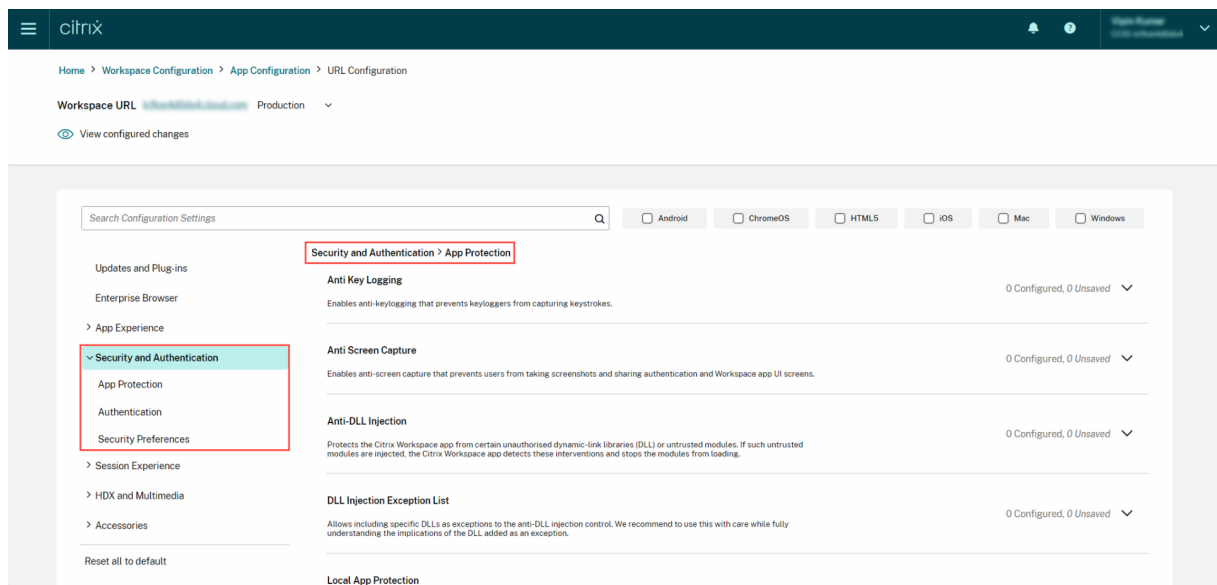 citrix
Home > Workspace Configuration > App Configuration > URL Configuration
Workspace URL Production
View configured changes
Search Configuration Settings
Android
ChromeOS
HTML5
iOS
Mac
Windows
Updates and Plug-ins
Enterprise Browser
App Experience
Security and Authentication
App Protection
Authentication
Security Preferences
Session Experience
HDX and Multimedia
Accessories
Reset all to default
Security and Authentication > App Protection
Anti Key Logging
Enables anti-keylogging that prevents keyloggers from capturing keystrokes.
0 Configured, 0 Unsaved
Anti Screen Capture
Enables anti-screen capture that prevents users from taking screenshots and sharing authentication and Workspace app UI screens.
0 Configured, 0 Unsaved
Anti-DLL Injection
Protects the Citrix Workspace app from certain unauthorised dynamic-link libraries (DLL) or untrusted modules. If such untrusted
modules are injected, the Citrix Workspace app detects these interventions and stops the modules from loading.
0 Configured, 0 Unsaved
DLL Injection Exception List
Allows including specific DLLs as exceptions to the anti-DLL injection control. We recommend to use this with care while fully
understanding the implications of the DLL added as an exception.
0 Configured, 0 Unsaved
Local App Protection